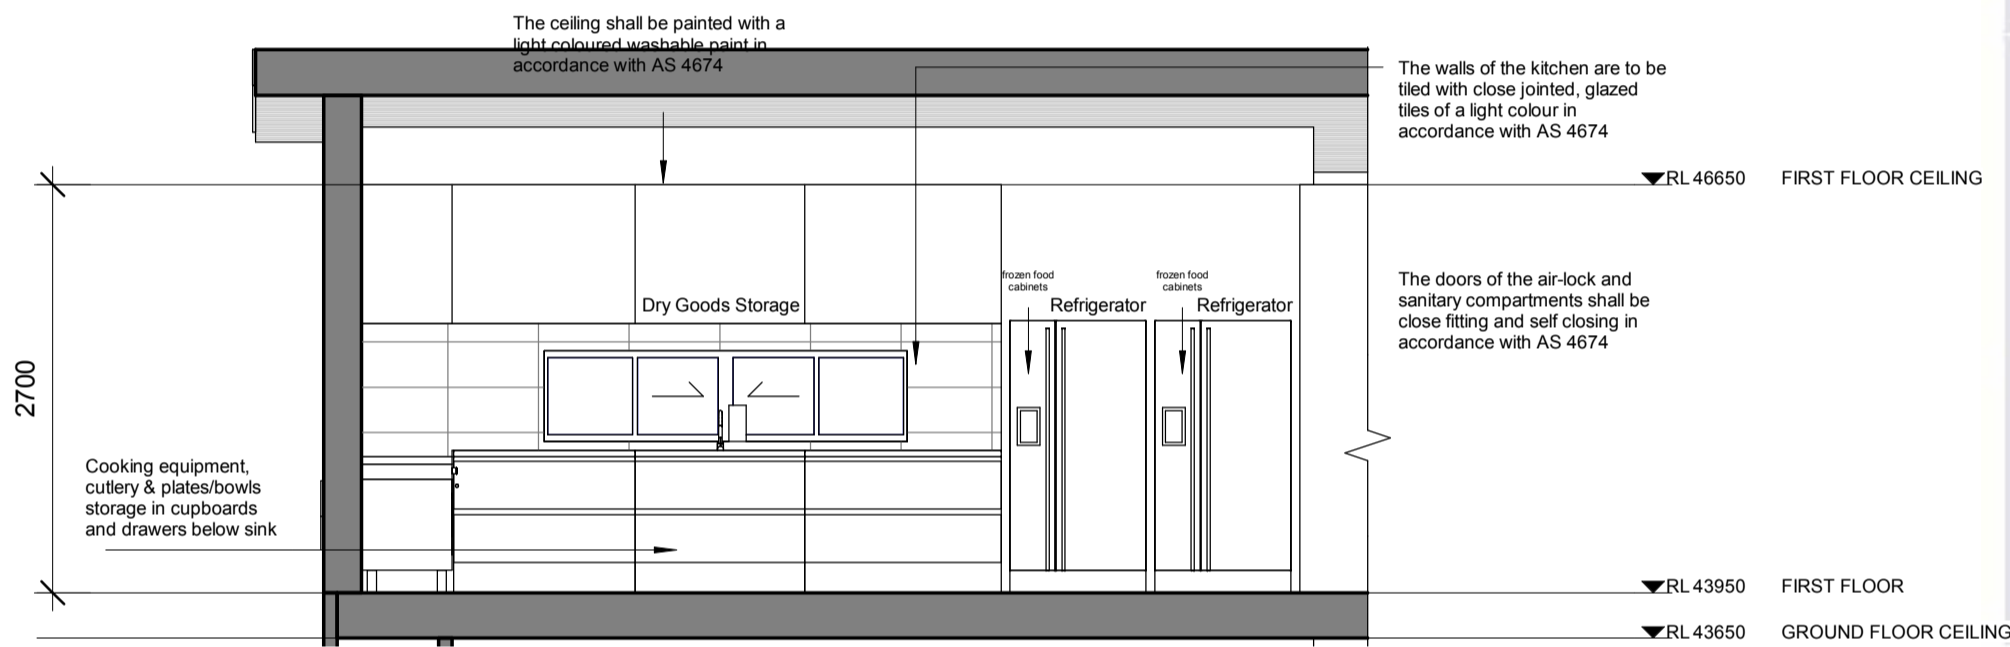 The ceiling shall be painted with a
light coloured washable paint in
accordance with AS 4674
The walls of the kitchen are to be
tiled with close jointed, glazed
tiles of a light colour in
accordance with AS 4674
RL 46650 FIRST FLOOR CEILING
frozen food
cabinets
frozen food
cabinets
Dry Goods Storage
Refrigerator
Refrigerator
The doors of the air-lock and
sanitary compartments shall be
close fitting and self closing in
accordance with AS 4674
2700
Cooking equipment,
cutlery & plates/bowls
storage in cupboards
and drawers below sink
RL 43950 FIRST FLOOR
RL 43650 GROUND FLOOR CEILING